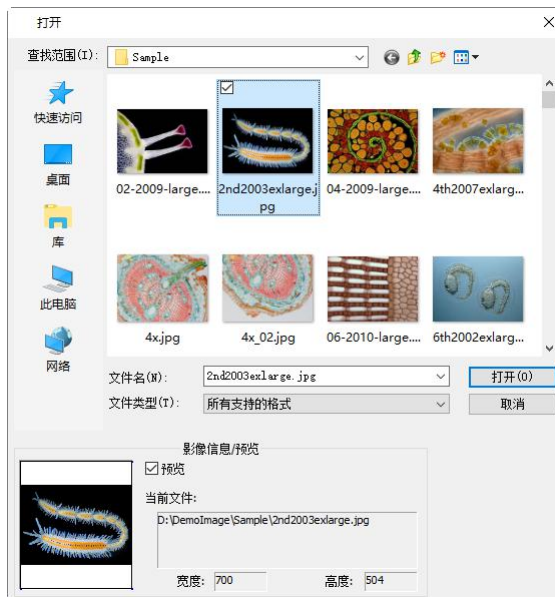 打开
查找范围(I):
Sample
快速访问
桌面
库
此电脑
网络
02-2009-large....
2nd2003exlarge.j
pg
04-2009-large....
4th2007exlarg...
4x.jpg
4x_02.jpg
06-2010-large....
6th2002exlarg...
文件名(N):
2nd2003exlarge.jpg
打开(O)
文件类型(T):
所有支持的格式
取消
影像信息/预览
预览
当前文件:
D:\DemoImage\Sample\2nd2003exlarge.jpg
宽度: 700
高度: 504